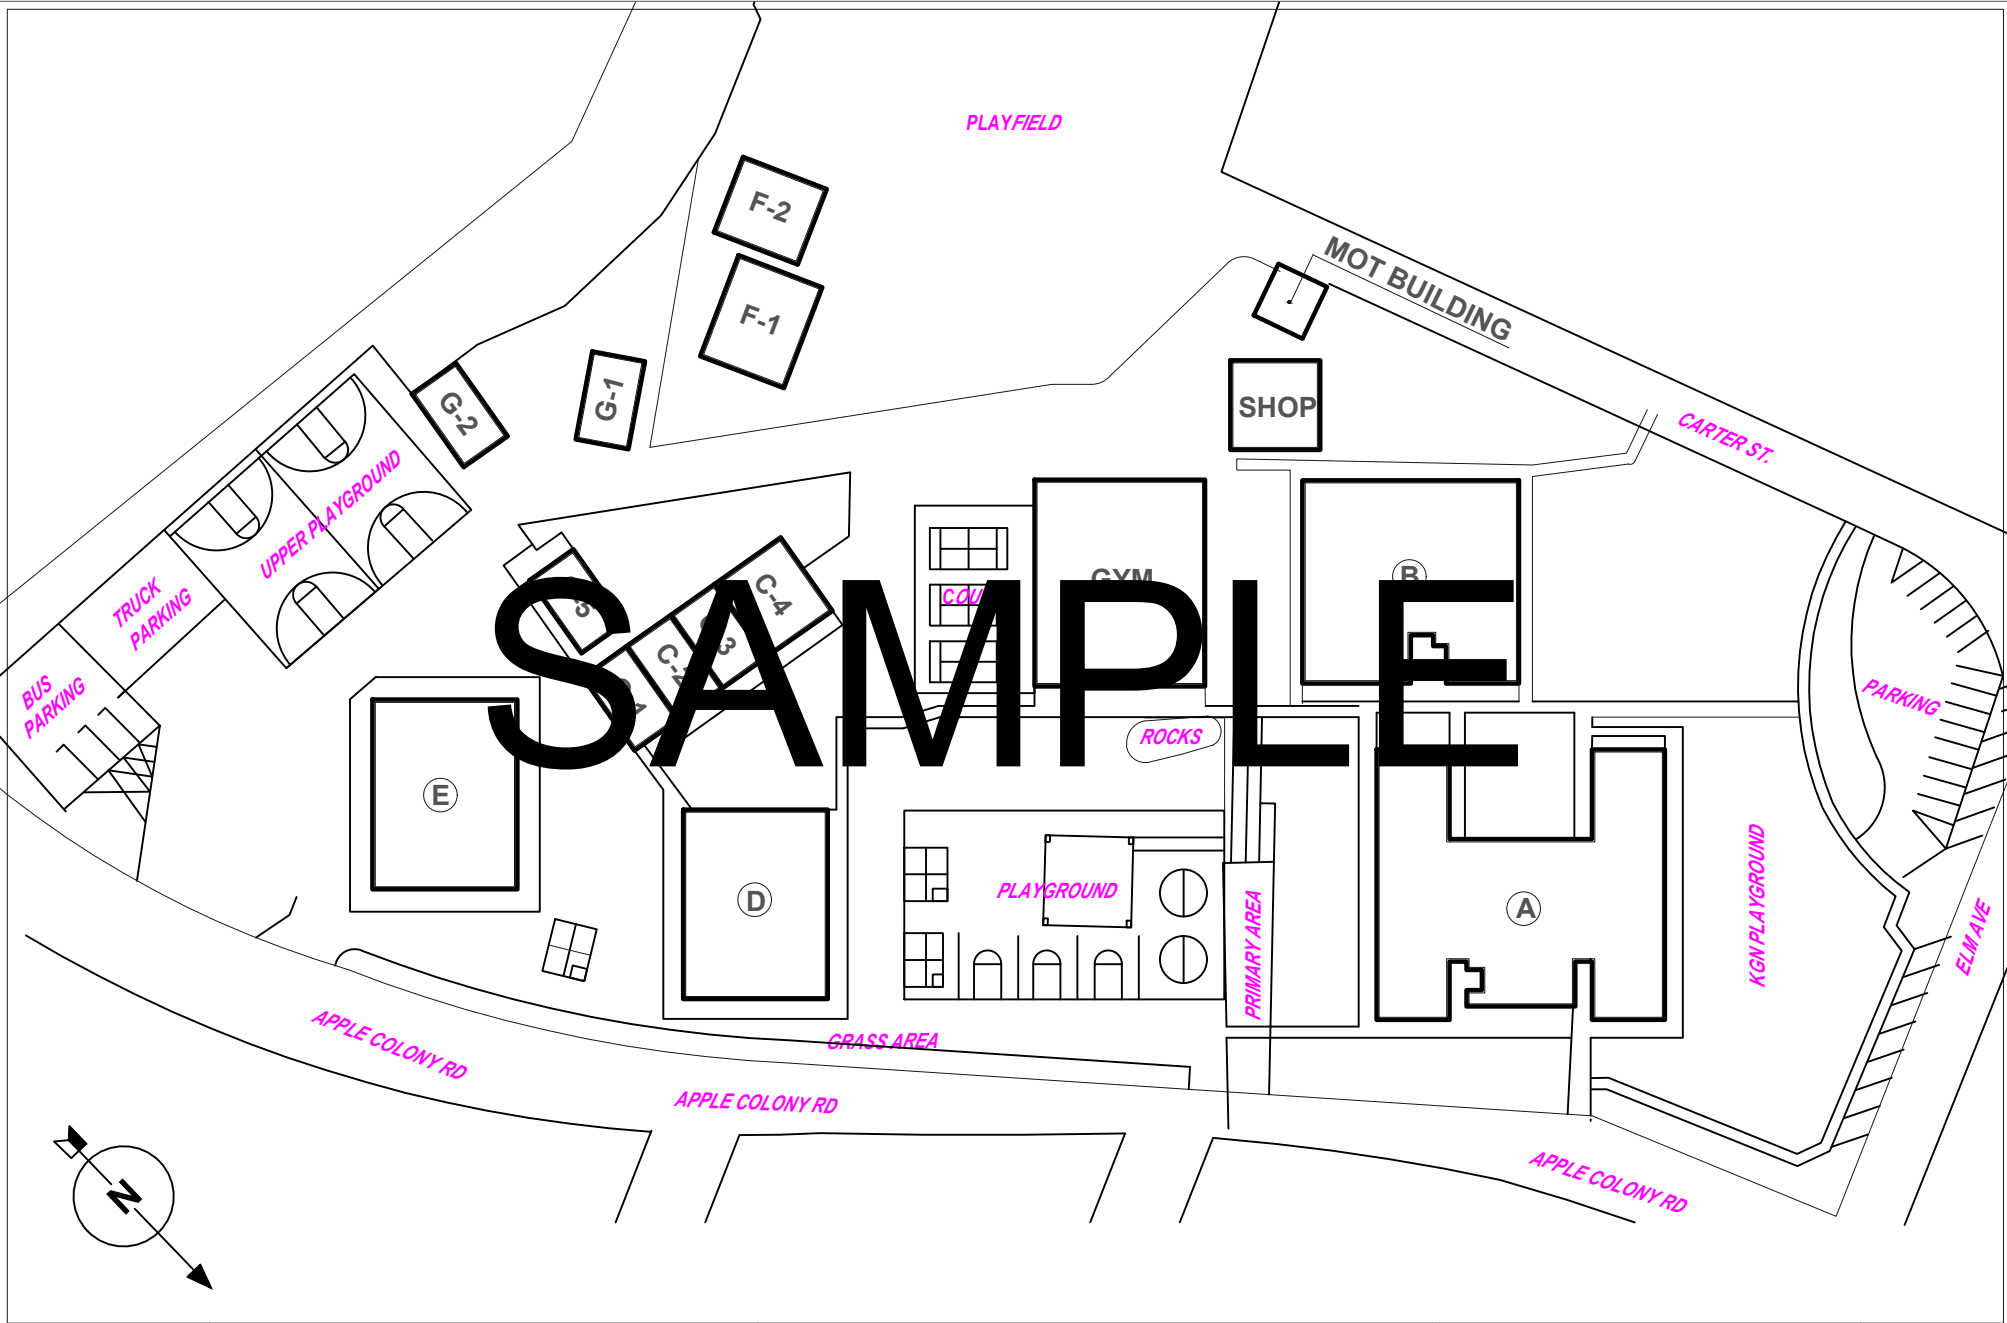 PLAYFIELD
F-2
MOT BUILDING
F-1
G-1
G-2
SHOP
CARTER ST.
UPPER PLAYGROUND
TRUCK
PARKING
BUS
PARKING
C-4
GYM
B
SAMPLE
PARKING
ROCKS
E
D
PLAYGROUND
PRIMARY AREA
A
KGN PLAYGROUND
ELM AVE
GRASS AREA
APPLE COLONY RD
APPLE COLONY RD
APPLE COLONY RD
N